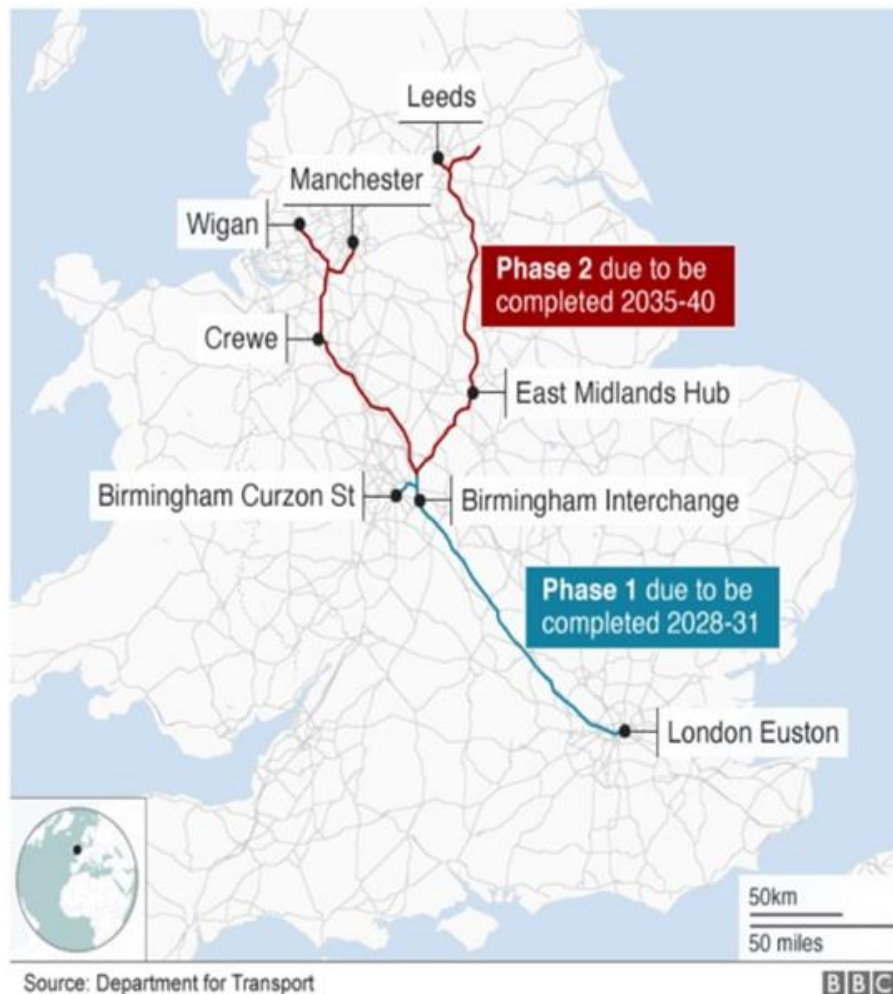 Leeds
Manchester
Wigan
Phase 2 due to be
completed 2035-40
Crewe
East Midlands Hub
Birmingham Curzon St
Birmingham Interchange
Phase 1 due to be
completed 2028-31
London Euston
50km
50 miles
Source: Department for Transport
BBC